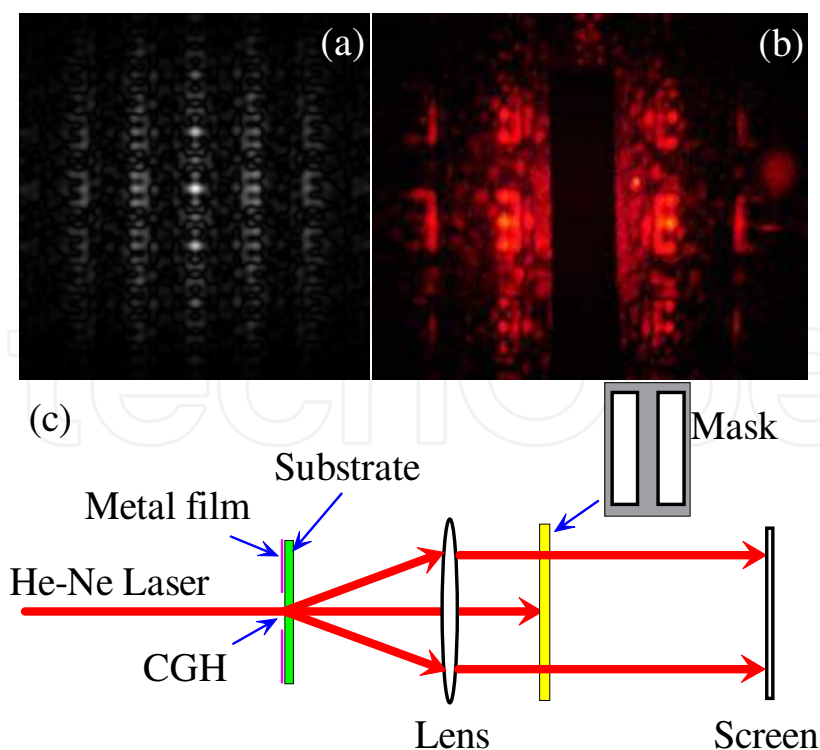 (a)
(b)
(c)
Mask
Substrate
Metal film
He-Ne Laser
CGH
Lens
Screen